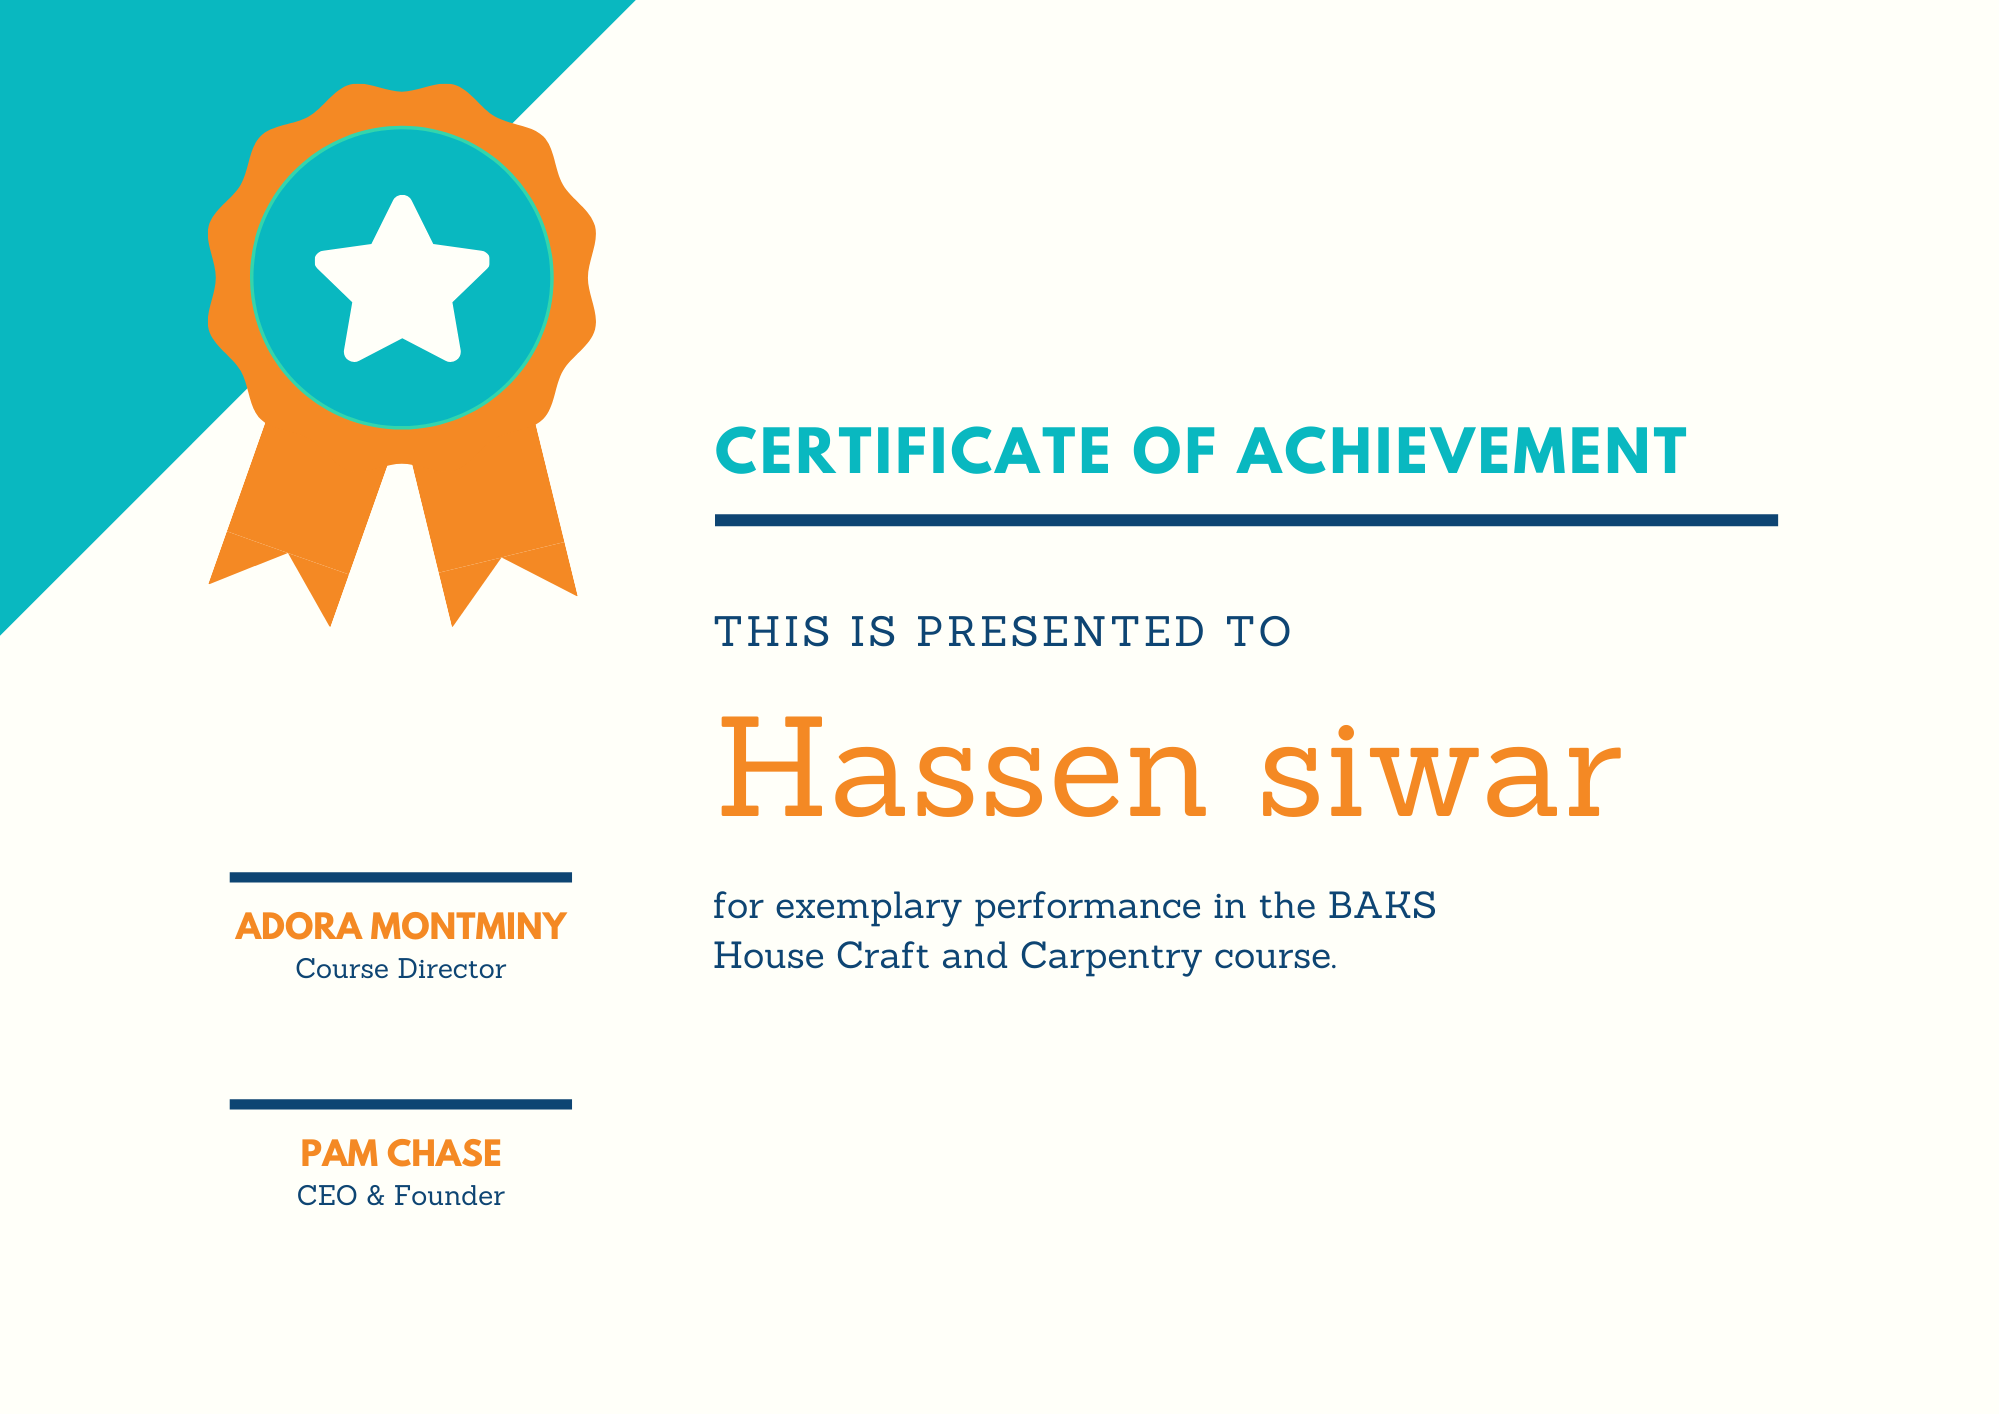 CERTIFICATE OF ACHIEVEMENT
THIS IS PRESENTED TO
Hassen siwar
for exemplary performance in the BAKS
House Craft and Carpentry course.
ADORA MONTMINY
Course Director
PAM CHASE
CEO & Founder